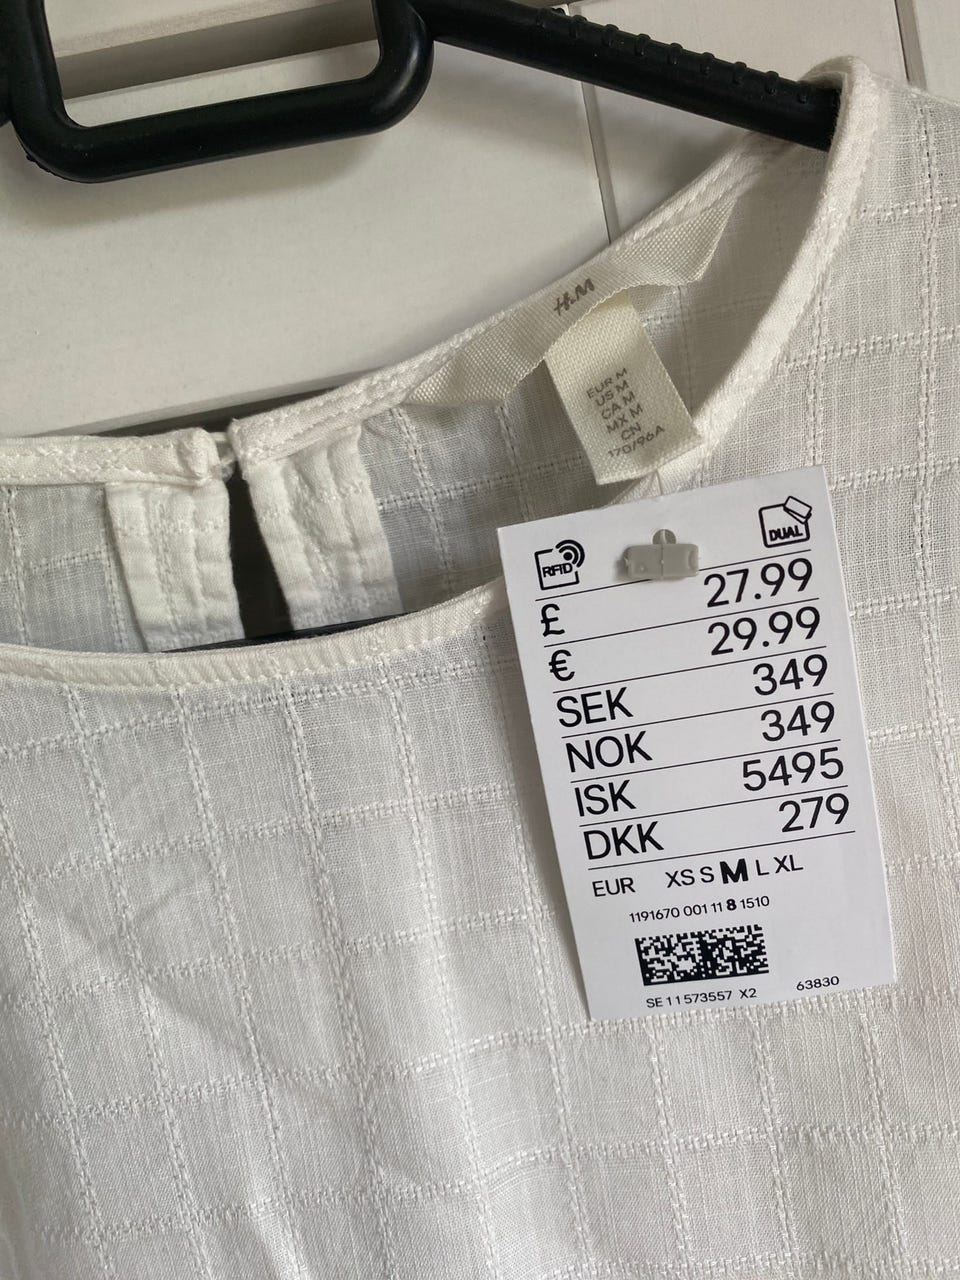 H&M
EUR M
US M
CA M
MX M
CN
170/96A
RFID
DUAL
£ 27.99
€ 29.99
SEK 349
NOK 349
ISK 5495
DKK 279
EUR XS S M L XL
1191670 001 11 8 1510
SE 11573557 X2 63830